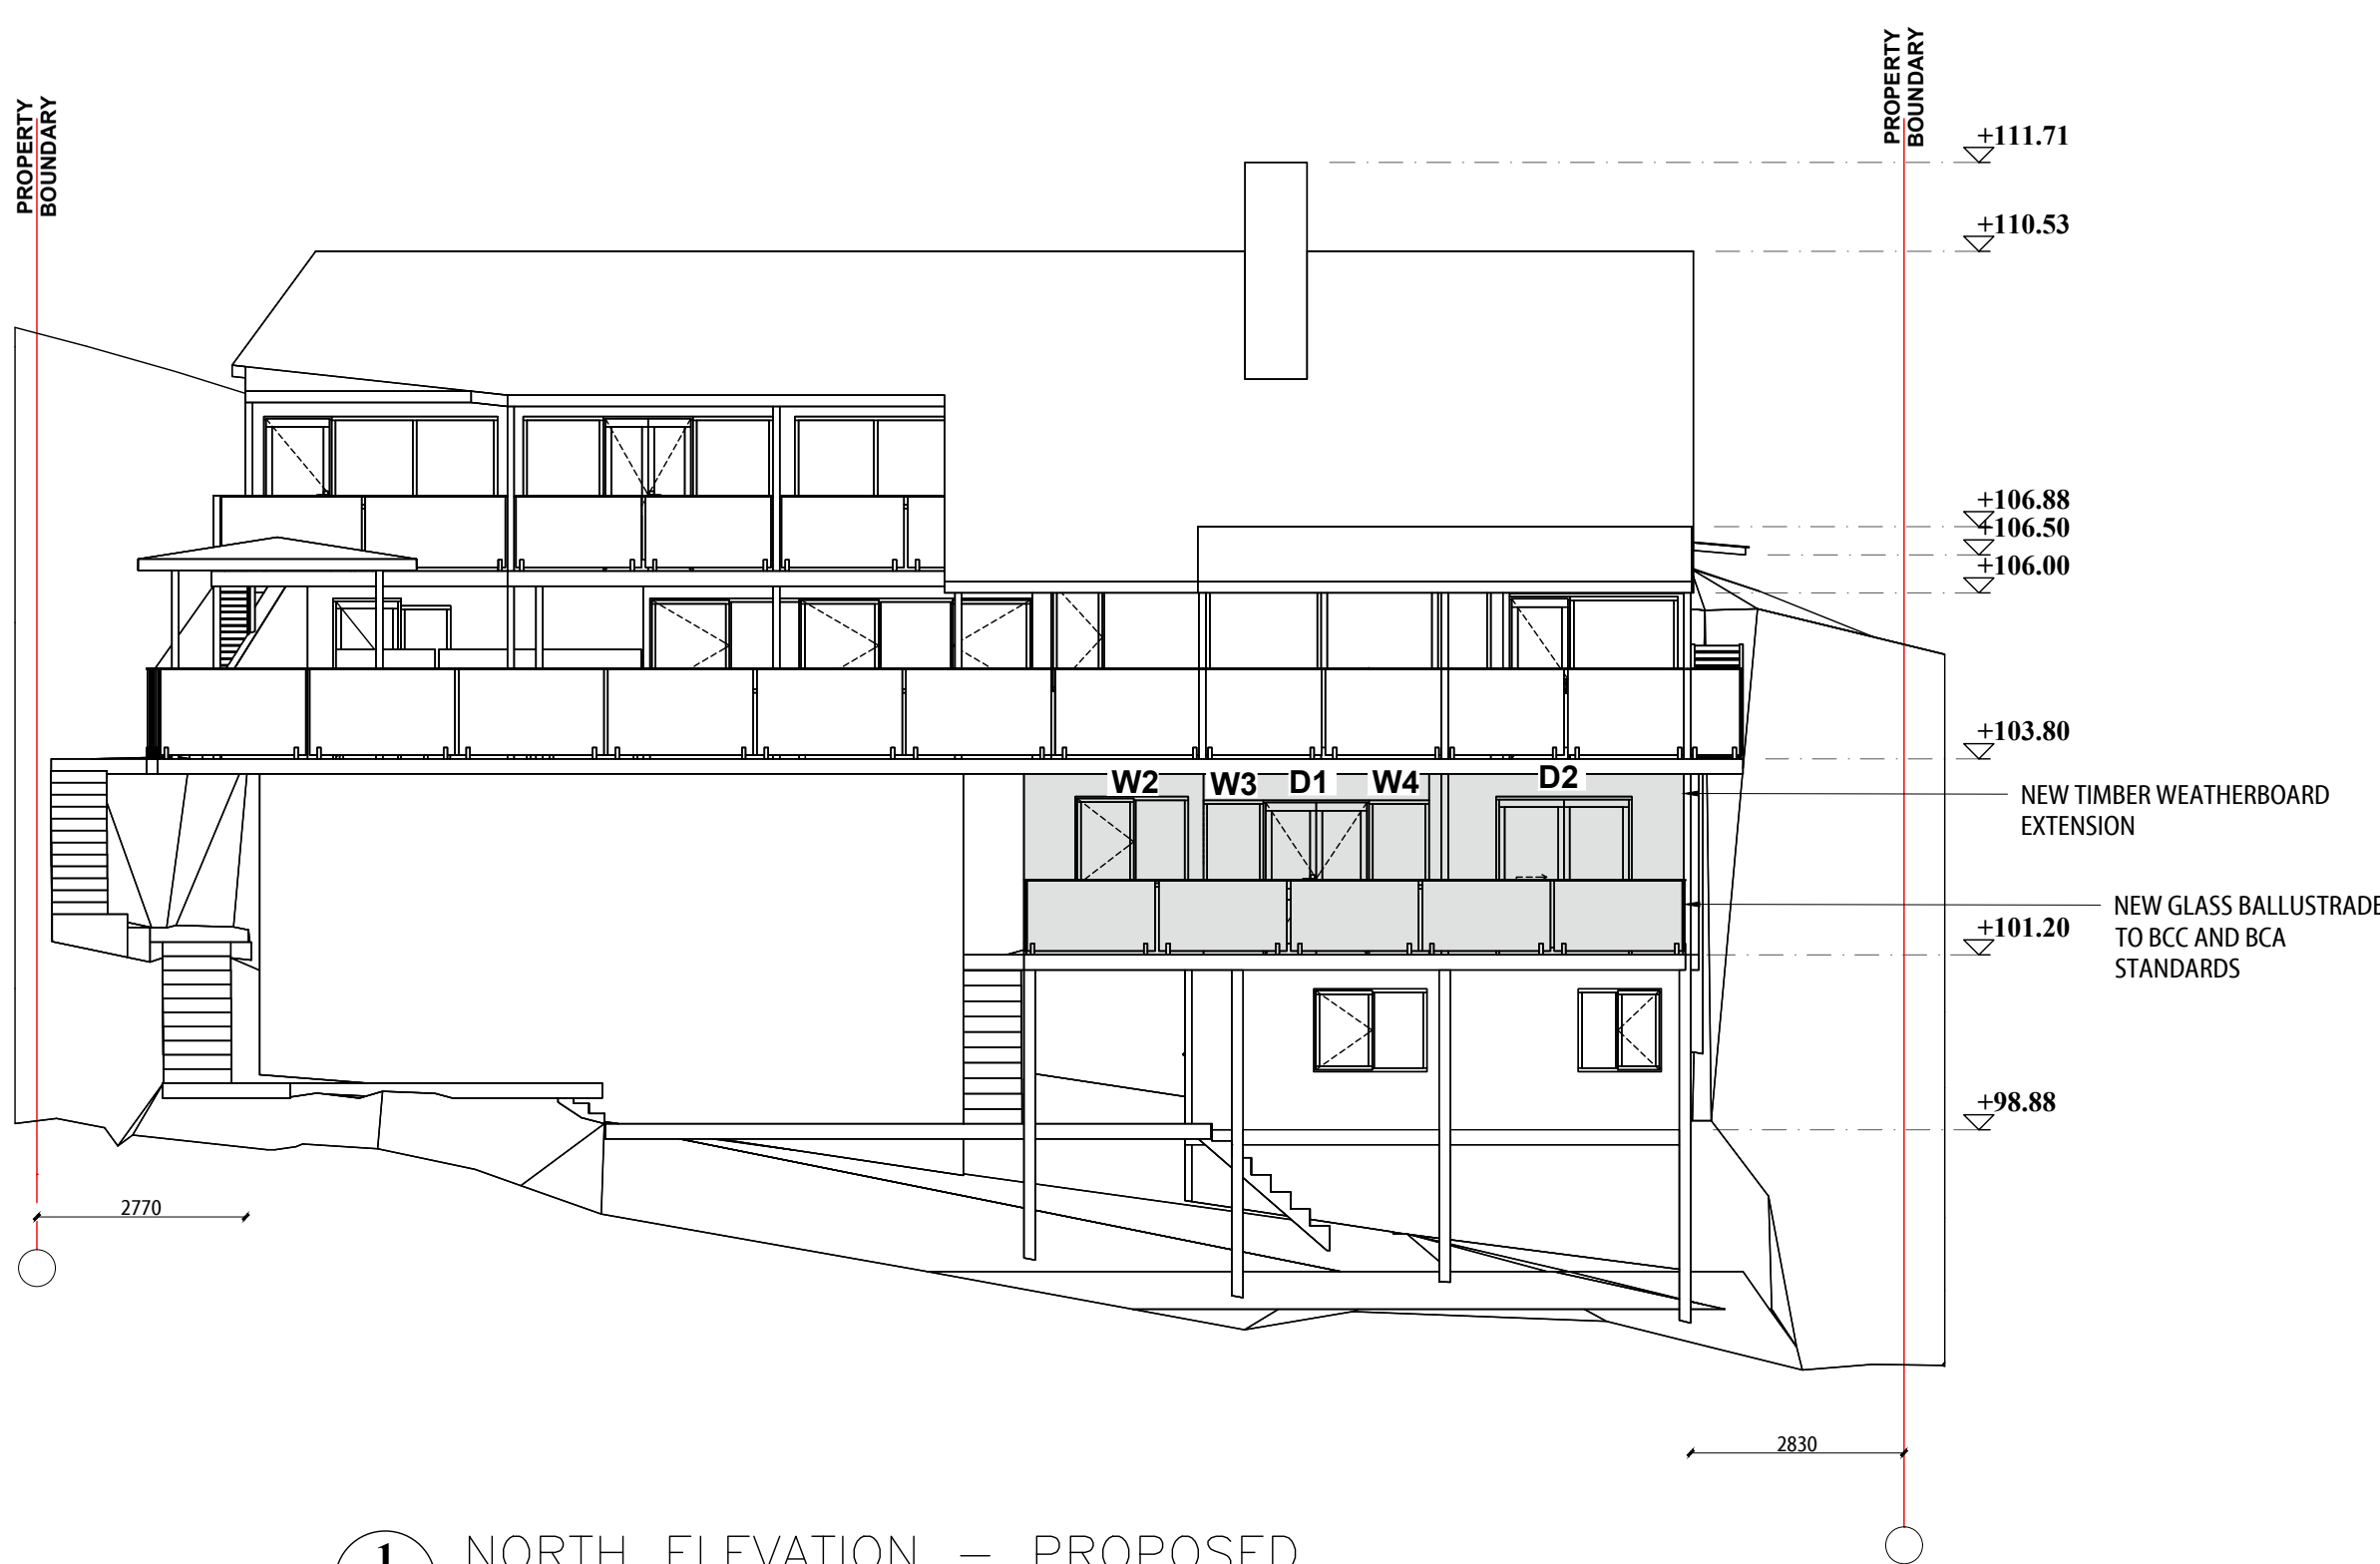 PROPERTY
BOUNDARY
PROPERTY
BOUNDARY
+111.71
+110.53
+106.88
+106.50
+106.00
+103.80
W2
W3
D1
W4
D2
NEW TIMBER WEATHERBOARD
EXTENSION
NEW GLASS BALLUSTRADE
TO BCC AND BCA
STANDARDS
+101.20
+98.88
2770
2830
1
NORTH ELEVATION – PROPOSED